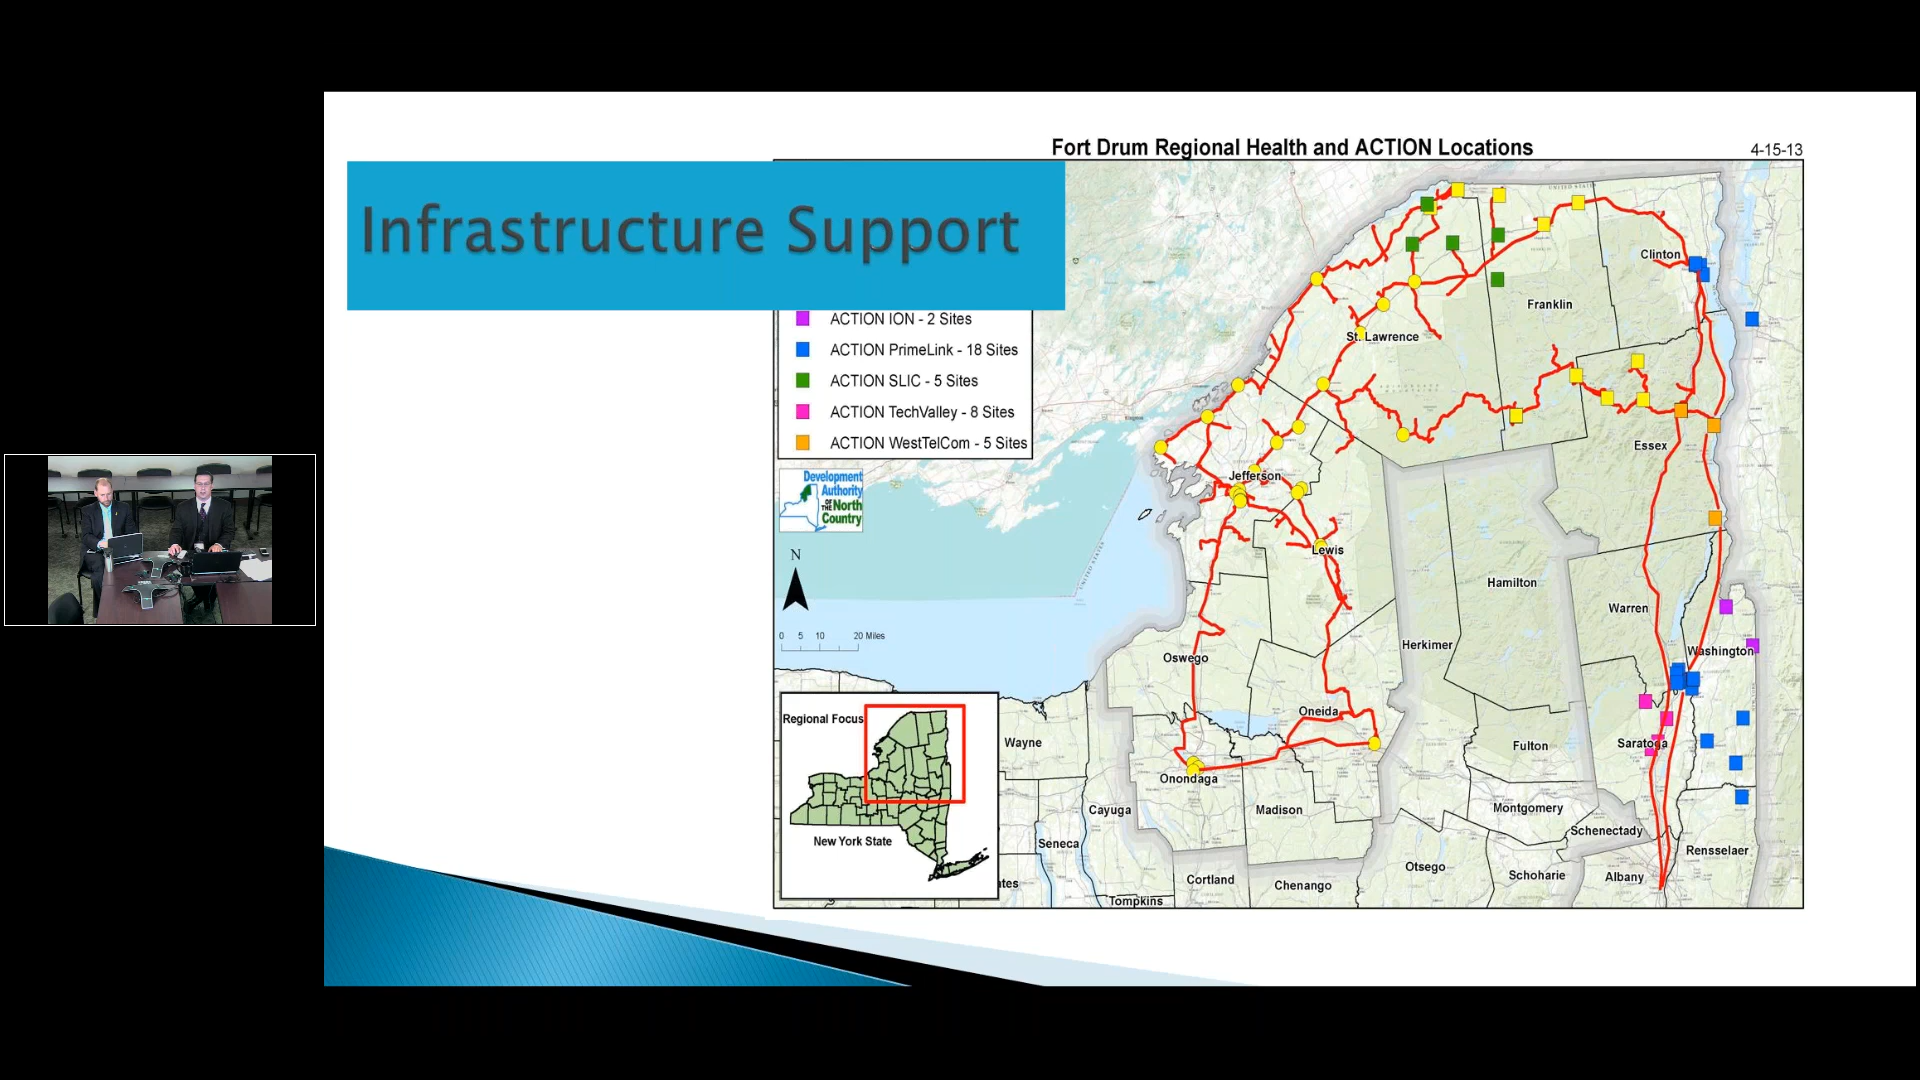 Fort Drum Regional Health and ACTION Locations
4-15-13
Infrastructure Support
ACTION ION - 2 Sites
ACTION PrimeLink - 18 Sites
ACTION SLIC - 5 Sites
ACTION TechValley - 8 Sites
ACTION WestTelCom - 5 Sites
Development
Authority
OF THE North
Country
N
0 5 10 20 Miles
Clinton
Franklin
St. Lawrence
Essex
Jefferson
Lewis
Hamilton
Warren
Herkimer
Washington
Oswego
Oneida
Wayne
Fulton
Saratoga
Onondaga
Cayuga
Madison
Montgomery
Schenectady
Seneca
Rensselaer
Otsego
Schoharie
Albany
Cortland
Chenango
ates
Tompkins
Regional Focus
New York State
UNITED STATES